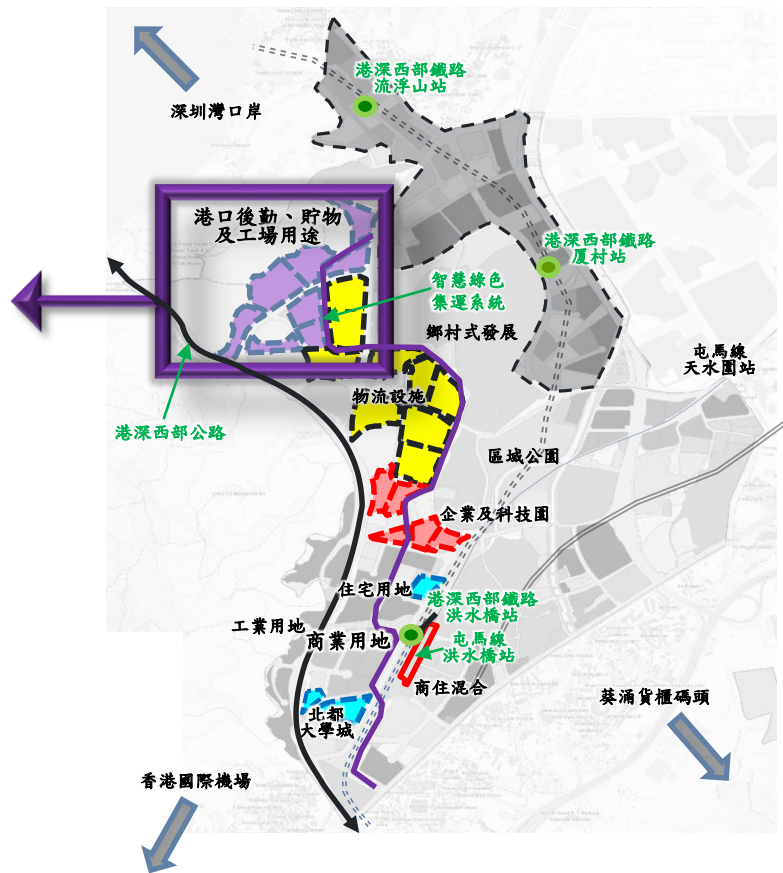 港深西部鐵路
流浮山站
深圳灣口岸
港口後勤、貯物
及工場用途
港深西部鐵路
厦村站
智慧綠色
集運系統
鄉村式發展
屯馬線
天水圍站
物流設施
港深西部公路
區域公園
企業及科技園
住宅用地
港深西部鐵路
洪水橋站
工業用地
商業用地
屯馬線
洪水橋站
商住混合
葵涌貨櫃碼頭
北都
大學城
香港國際機場